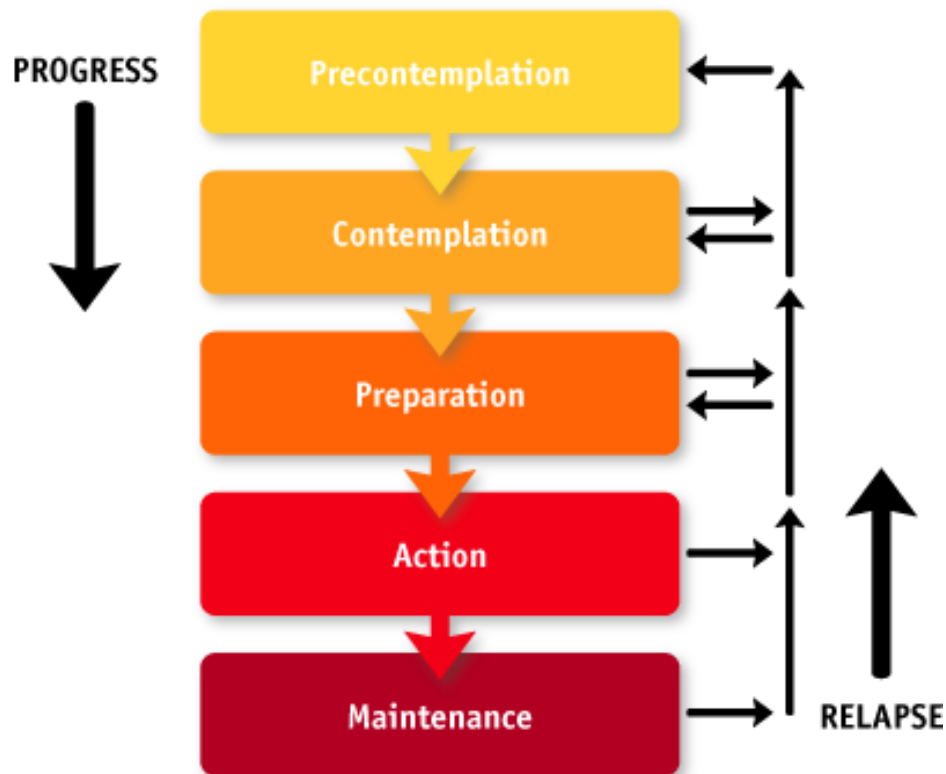 PROGRESS
Precontemplation
Contemplation
Preparation
Action
Maintenance
RELAPSE